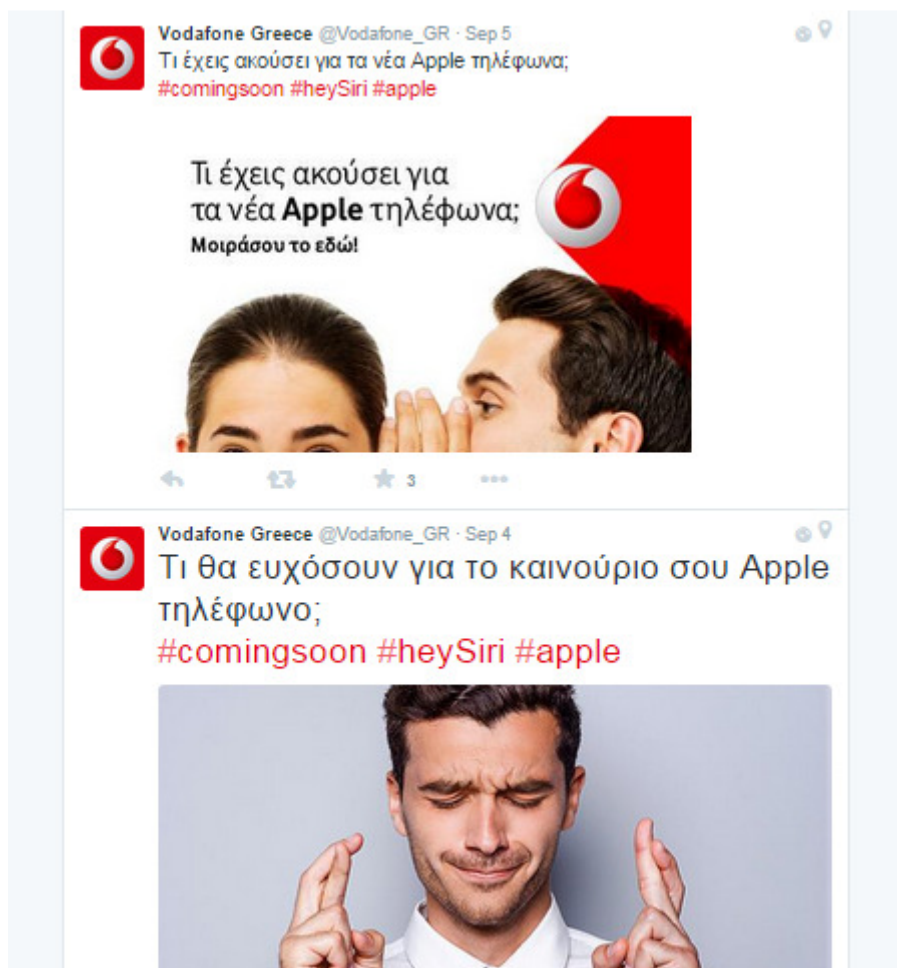 Vodafone Greece @Vodafone_GR · Sep 5
Τι έχεις ακούσει για τα νέα Apple τηλέφωνα;
#comingsoon #heySiri #apple
Τι έχεις ακούσει για
τα νέα Apple τηλέφωνα;
Μοιράσου το εδώ!
3
Vodafone Greece @Vodafone_GR · Sep 4
Τι θα ευχόσουν για το καινούριο σου Apple
τηλέφωνο;
#comingsoon #heySiri #apple